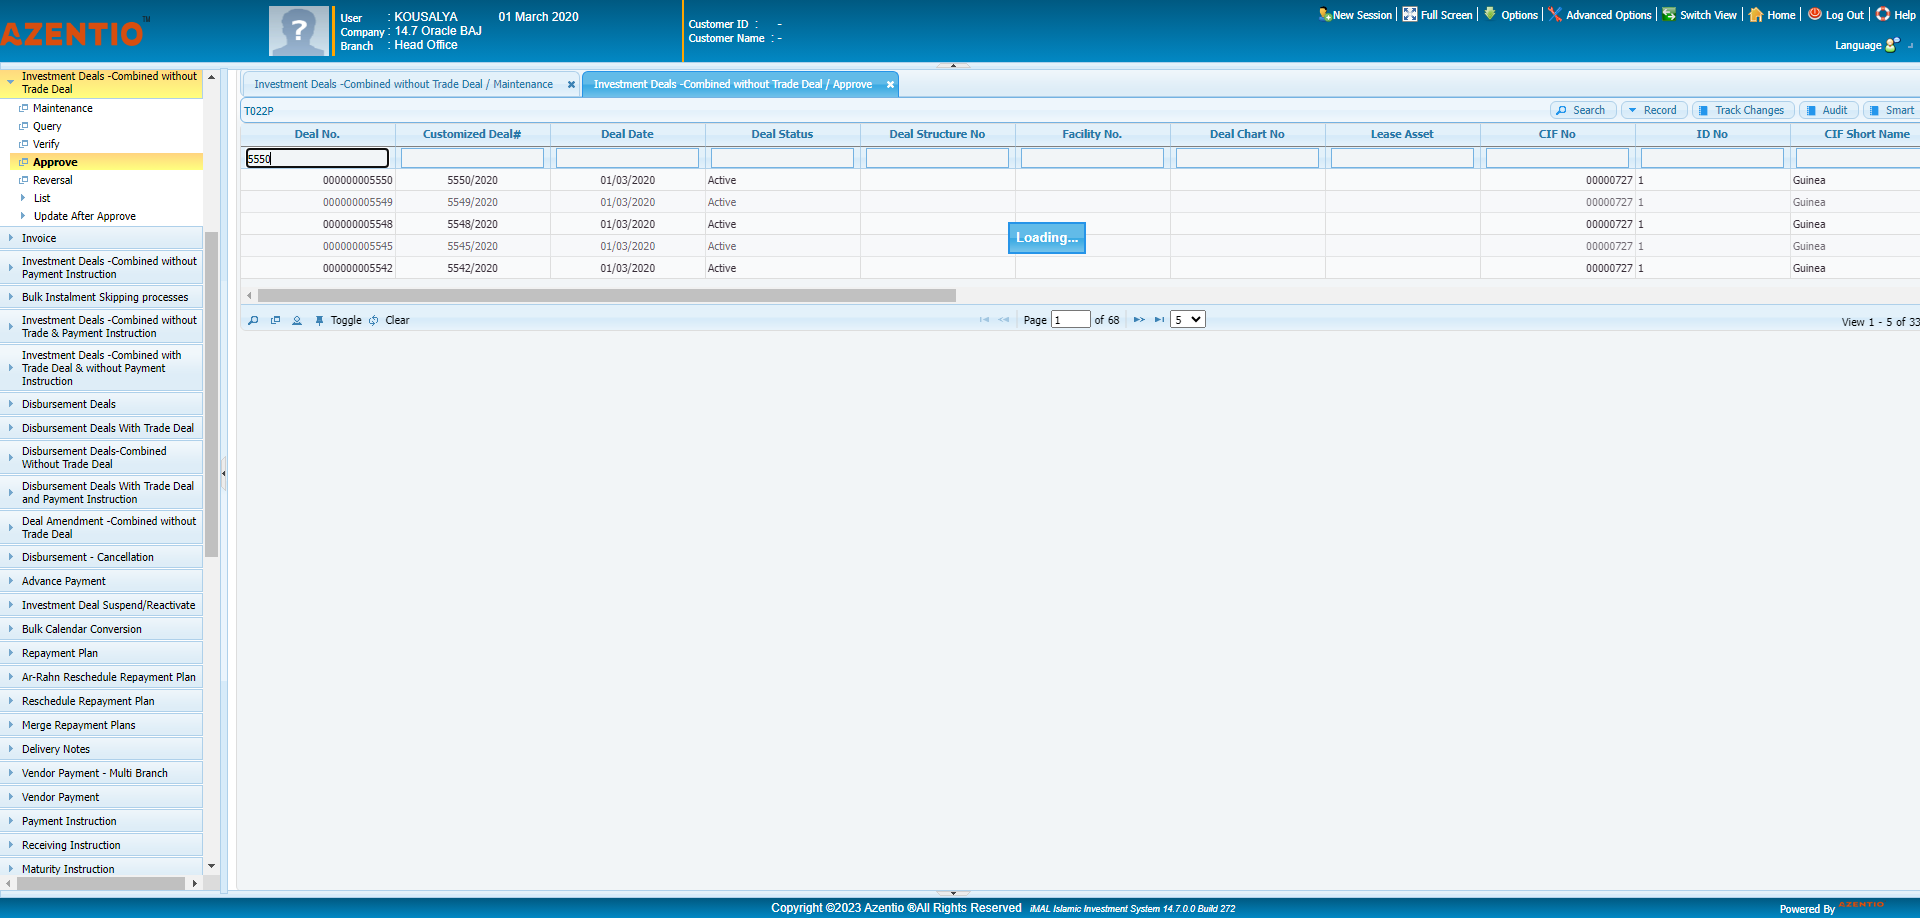 AZENTIO™
User : KOUSALYA 01 March 2020
Company : 14.7 Oracle BAJ
Branch : Head Office
Customer ID : -
Customer Name : -
New Session | Full Screen | Options | Advanced Options | Switch View | Home | Log Out | Help
Language
Investment Deals -Combined without
Trade Deal
Maintenance
Query
Verify
Approve
Reversal
List
Update After Approve
Invoice
Investment Deals -Combined without
Payment Instruction
Bulk Instalment Skipping processes
Investment Deals -Combined without
Trade & Payment Instruction
Investment Deals -Combined with
Trade Deal & without Payment
Instruction
Disbursement Deals
Disbursement Deals With Trade Deal
Disbursement Deals-Combined
Without Trade Deal
Disbursement Deals With Trade Deal
and Payment Instruction
Deal Amendment -Combined without
Trade Deal
Disbursement - Cancellation
Advance Payment
Investment Deal Suspend/Reactivate
Bulk Calendar Conversion
Repayment Plan
Ar-Rahn Reschedule Repayment Plan
Reschedule Repayment Plan
Merge Repayment Plans
Delivery Notes
Vendor Payment - Multi Branch
Vendor Payment
Payment Instruction
Receiving Instruction
Maturity Instruction
Investment Deals -Combined without Trade Deal / Maintenance
Investment Deals -Combined without Trade Deal / Approve
T022P
Search Record Track Changes Audit Smart
Deal No. Customized Deal# Deal Date Deal Status Deal Structure No Facility No. Deal Chart No Lease Asset CIF No ID No CIF Short Name
5550
000000005550 5550/2020 01/03/2020 Active 00000727 1 Guinea
000000005549 5549/2020 01/03/2020 Active 00000727 1 Guinea
000000005548 5548/2020 01/03/2020 Active 00000727 1 Guinea
000000005545 5545/2020 01/03/2020 Active 00000727 1 Guinea
000000005542 5542/2020 01/03/2020 Active 00000727 1 Guinea
Loading...
Toggle Clear
Page 1 of 68 5
View 1 - 5 of 33
Copyright ©2023 Azentio ®All Rights Reserved iMAL Islamic Investment System 14.7.0.0 Build 272
Powered By AZENTIO